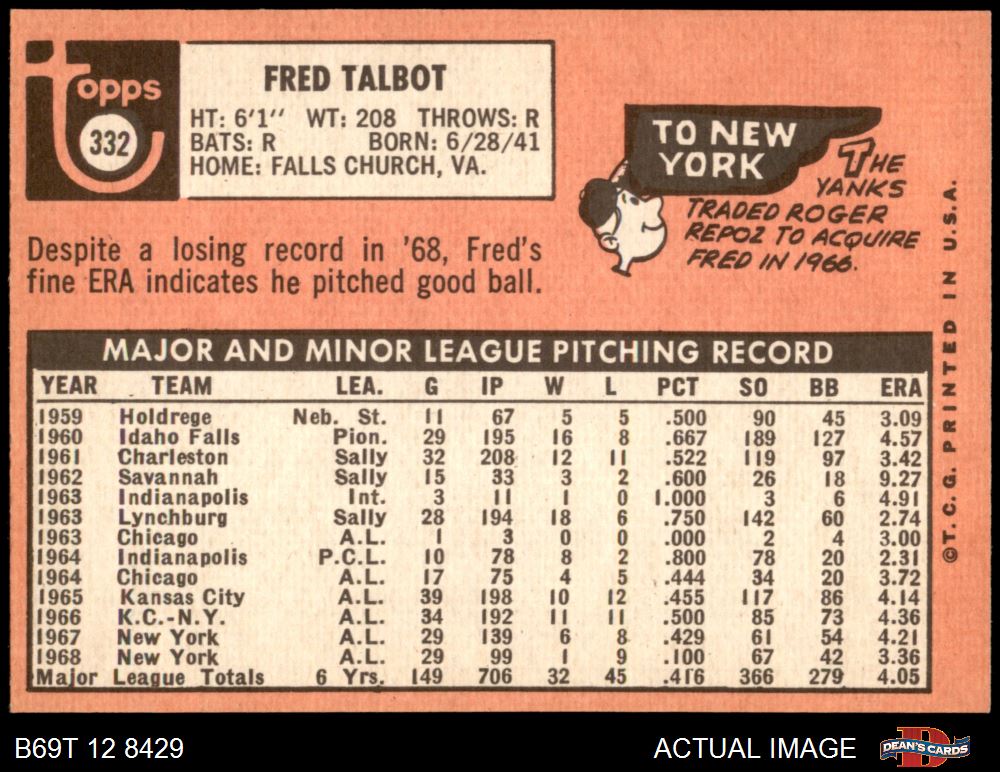 Topps
332
FRED TALBOT
HT: 6'1" WT: 208 THROWS: R
BATS: R BORN: 6/28/41
HOME: FALLS CHURCH, VA.
Despite a losing record in '68, Fred's
fine ERA indicates he pitched good ball.
TO NEW
YORK
THE
YANKS
TRADED ROGER
REPOZ TO ACQUIRE
FRED IN 1966.
MAJOR AND MINOR LEAGUE PITCHING RECORD
YEAR TEAM LEA. G IP W L PCT SO BB ERA
1959 Holdrege Neb. St. 11 67 5 5 .500 90 45 3.09
1960 Idaho Falls Pion. 29 195 16 8 .667 189 127 4.57
1961 Charleston Sally 32 208 12 11 .522 119 97 3.42
1962 Savannah Sally 15 33 3 2 .600 26 18 9.27
1963 Indianapolis Int. 3 11 1 0 1.000 3 6 4.91
1963 Lynchburg Sally 28 194 18 6 .750 142 60 2.74
1963 Chicago A.L. 1 3 0 0 .000 2 4 3.00
1964 Indianapolis P.C.L. 10 78 8 2 .800 78 20 2.31
1964 Chicago A.L. 17 75 4 5 .444 34 20 3.72
1965 Kansas City A.L. 39 198 10 12 .455 117 86 4.14
1966 K.C.-N.Y. A.L. 34 192 11 11 .500 85 73 4.36
1967 New York A.L. 29 139 6 8 .429 61 54 4.21
1968 New York A.L. 29 99 1 9 .100 67 42 3.36
Major League Totals 6 Yrs. 149 706 32 45 .416 366 279 4.05
©T.C.G. PRINTED IN U.S.A.
B69T 12 8429
ACTUAL IMAGE
DEAN'S CARDS